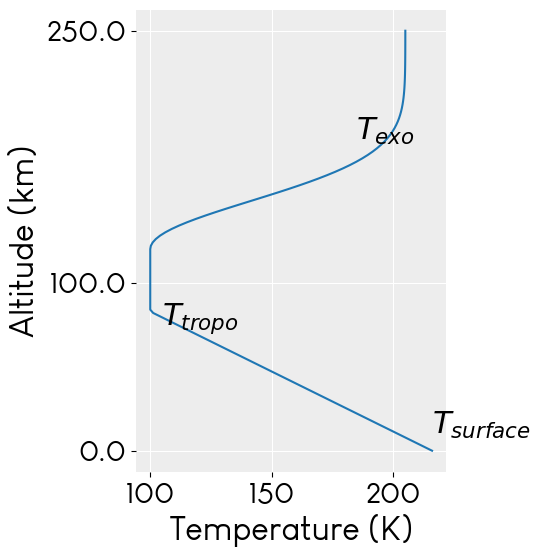 250.0
T_exo
Altitude (km)
100.0
T_tropo
T_surface
0.0
100 150 200
Temperature (K)